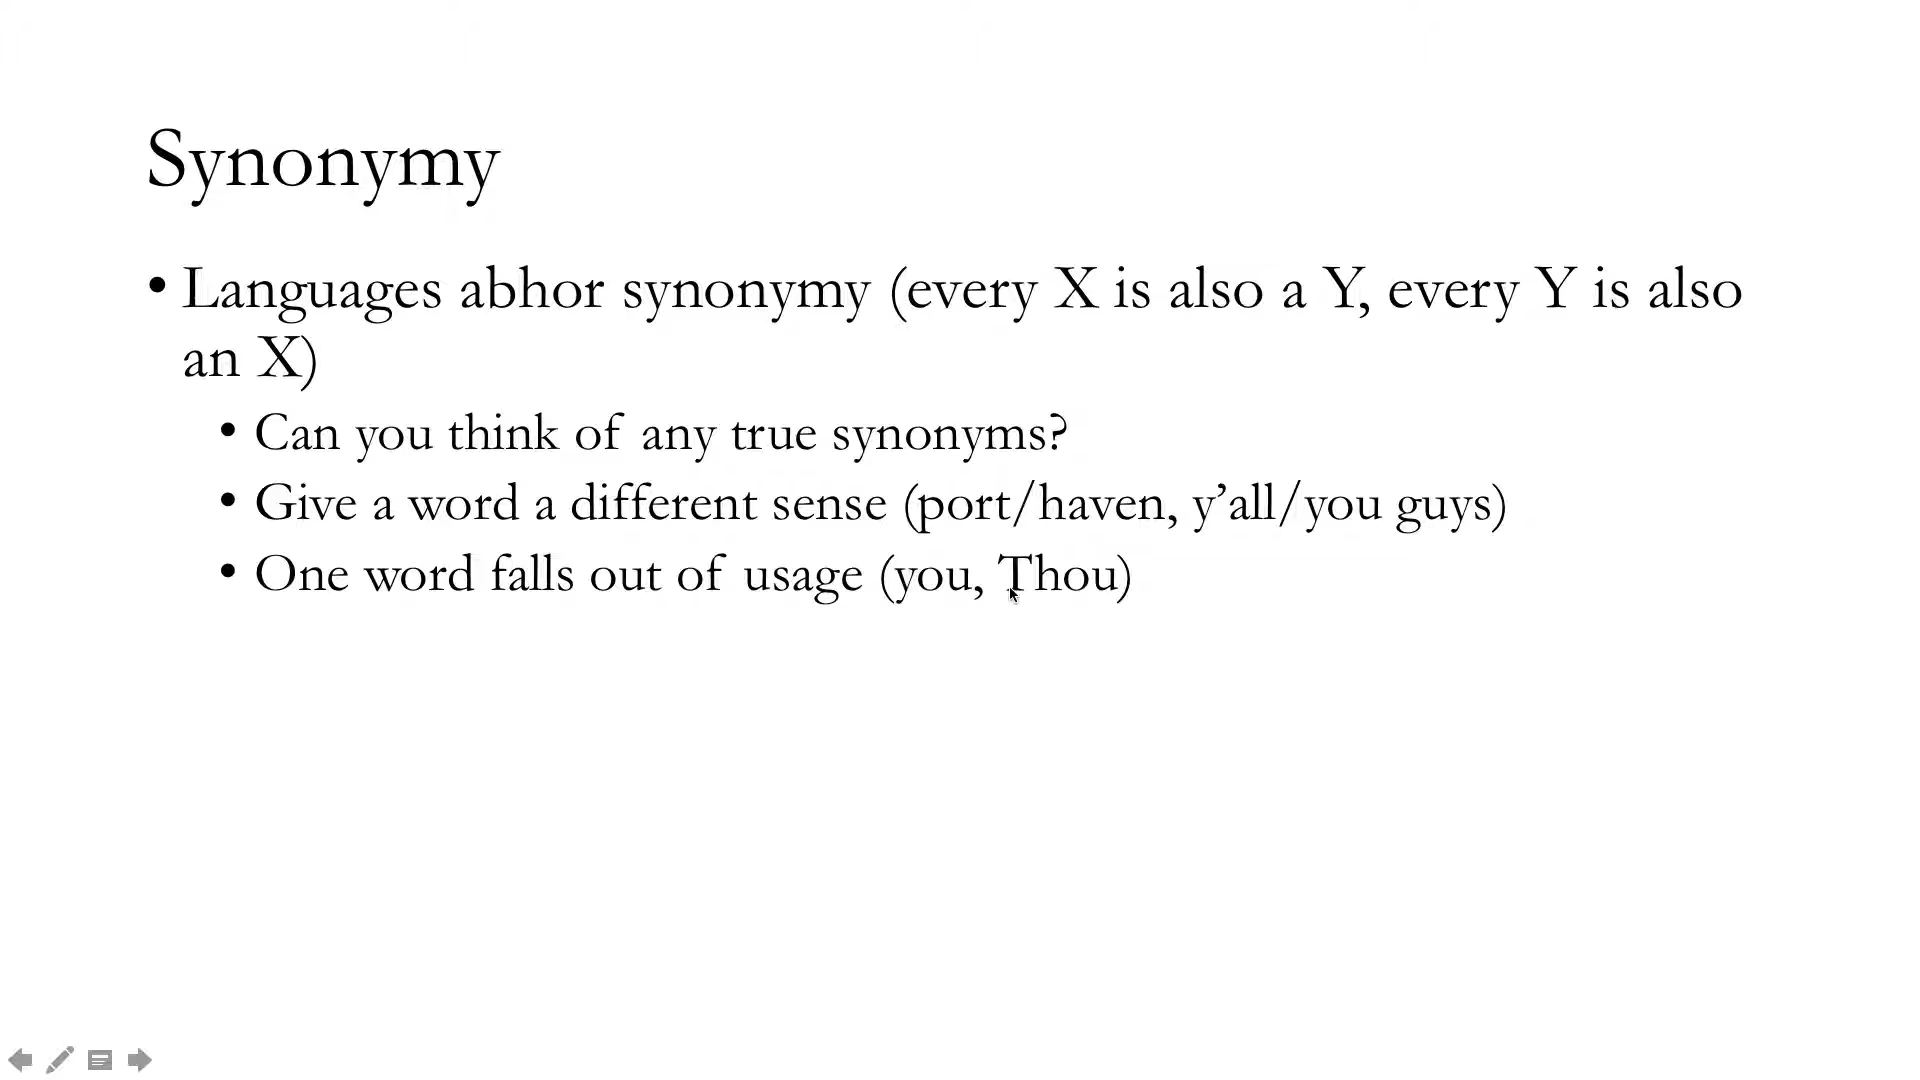 Synonymy
• Languages abhor synonymy (every X is also a Y, every Y is also
an X)
• Can you think of any true synonyms?
• Give a word a different sense (port/haven, y’all/you guys)
• One word falls out of usage (you, Thou)